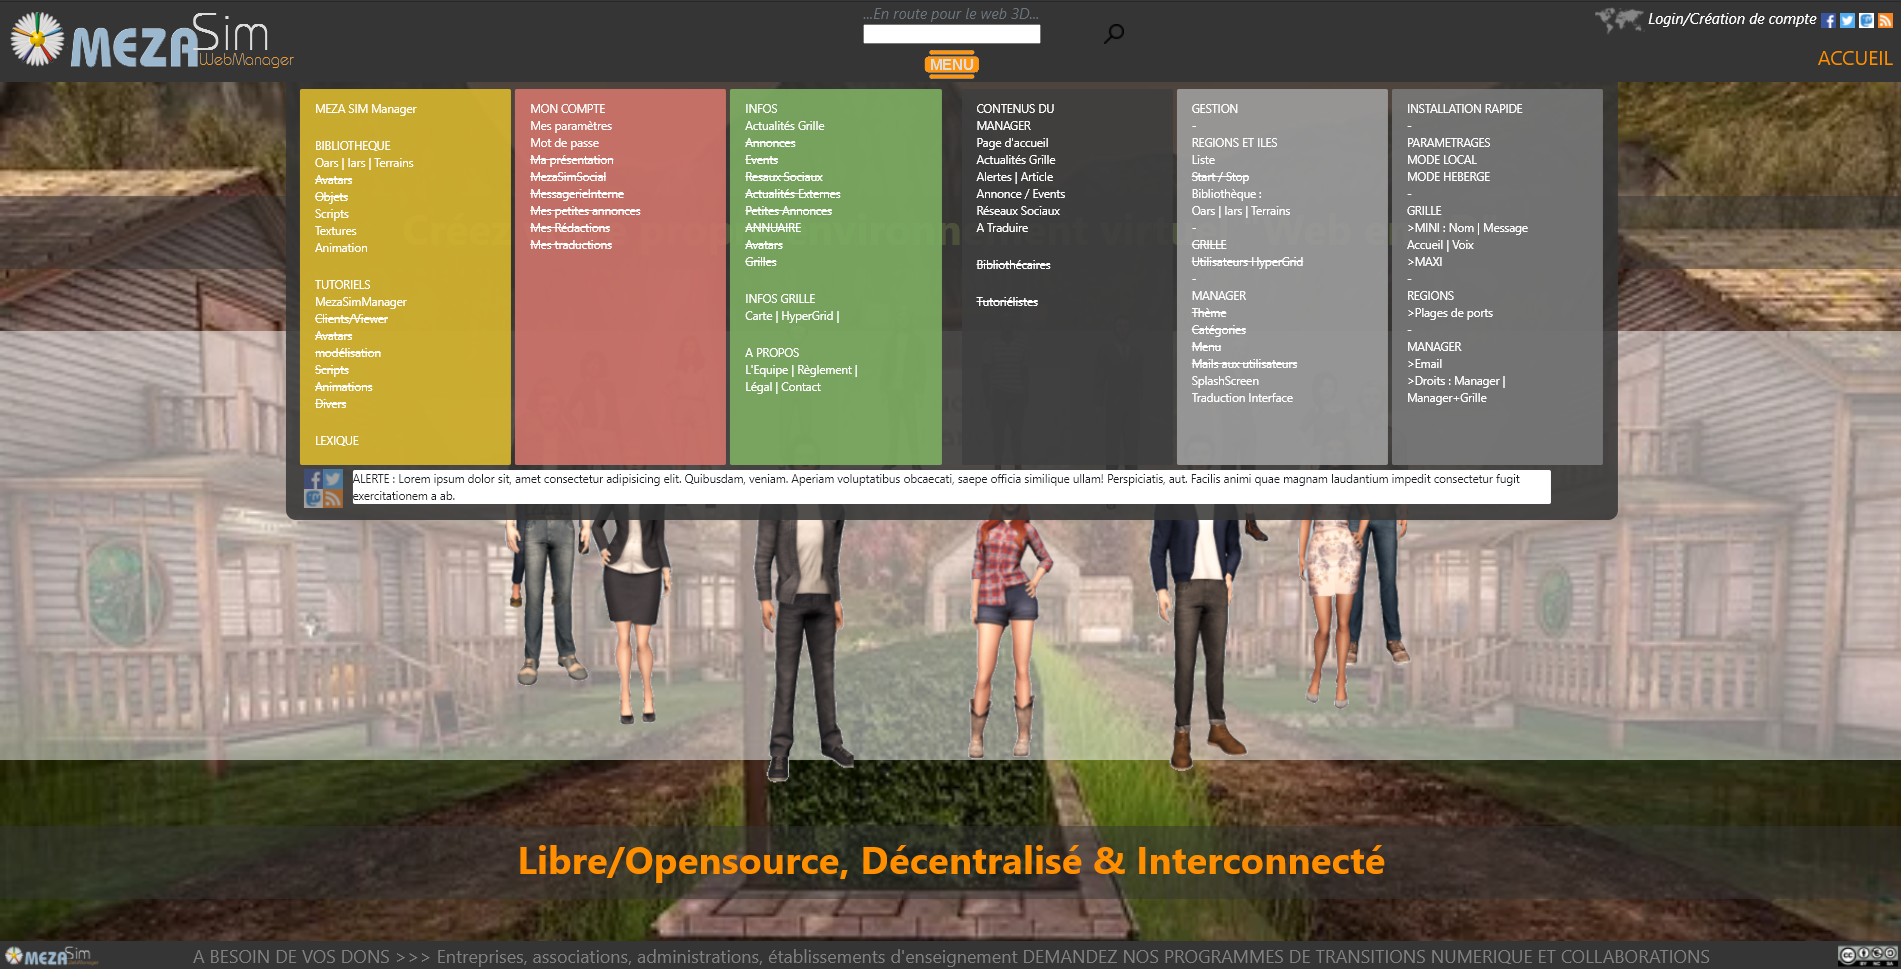 MEZASim
WebManager
...En route pour le web 3D...
MENU
Login/Création de compte
ACCUEIL
MEZA SIM Manager
BIBLIOTHEQUE
Oars | Iars | Terrains
Avatars
Objets
Scripts
Textures
Animation
TUTORIELS
MezaSimManager
Clients/Viewer
Avatars
modélisation
Scripts
Animations
Divers
LEXIQUE
MON COMPTE
Mes paramètres
Mot de passe
Ma présentation
MezaSimSocial
MessagerieInterne
Mes petites annonces
Mes Rédactions
Mes traductions
INFOS
Actualités Grille
Annonces
Events
Resaux Sociaux
Actualités Externes
Petites Annonces
ANNUAIRE
Avatars
Grilles
INFOS GRILLE
Carte | HyperGrid |
A PROPOS
L'Equipe | Règlement |
Légal | Contact
CONTENUS DU
MANAGER
Page d'accueil
Actualités Grille
Alertes | Article
Annonce / Events
Réseaux Sociaux
A Traduire
Bibliothécaires
Tutoriélistes
GESTION
-
REGIONS ET ILES
Liste
Start / Stop
Bibliothèque :
Oars | Iars | Terrains
-
GRILLE
Utilisateurs HyperGrid
-
MANAGER
Thème
Catégories
Menu
Mails aux utilisateurs
SplashScreen
Traduction Interface
INSTALLATION RAPIDE
-
PARAMETRAGES
MODE LOCAL
MODE HEBERGE
-
GRILLE
>MINI : Nom | Message
Accueil | Voix
>MAXI
-
REGIONS
>Plages de ports
-
MANAGER
>Email
>Droits : Manager |
Manager+Grille
ALERTE : Lorem ipsum dolor sit, amet consectetur adipisicing elit. Quibusdam, veniam. Aperiam voluptatibus obcaecati, saepe officia similique ullam! Perspiciatis, aut. Facilis animi quae magnam laudantium impedit consectetur fugit
exercitationem a ab.
Libre/Opensource, Décentralisé & Interconnecté
MEZASim
A BESOIN DE VOS DONS >>> Entreprises, associations, administrations, établissements d'enseignement DEMANDEZ NOS PROGRAMMES DE TRANSITIONS NUMERIQUE ET COLLABORATIONS